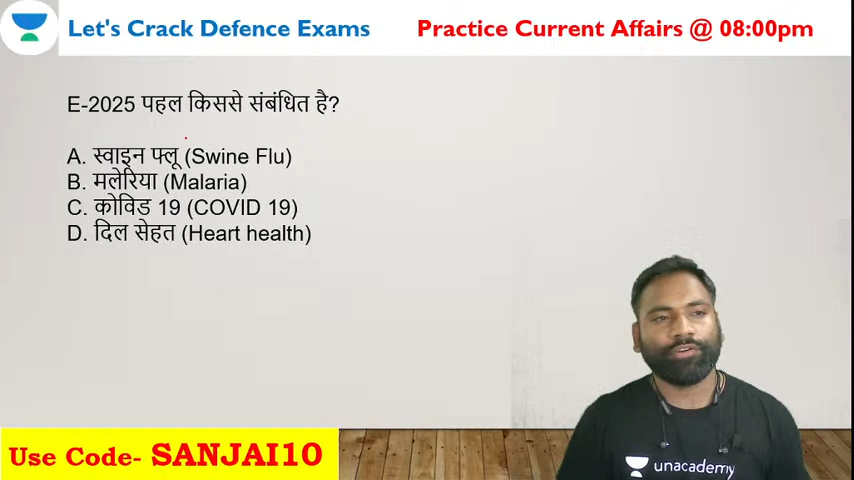 Let's Crack Defence Exams
Practice Current Affairs @ 08:00pm
E-2025 पहल किससे संबंधित है?
A. स्वाइन फ्लू (Swine Flu)
B. मलेरिया (Malaria)
C. कोविड 19 (COVID 19)
D. दिल सेहत (Heart health)
Use Code- SANJAI10
unacademy